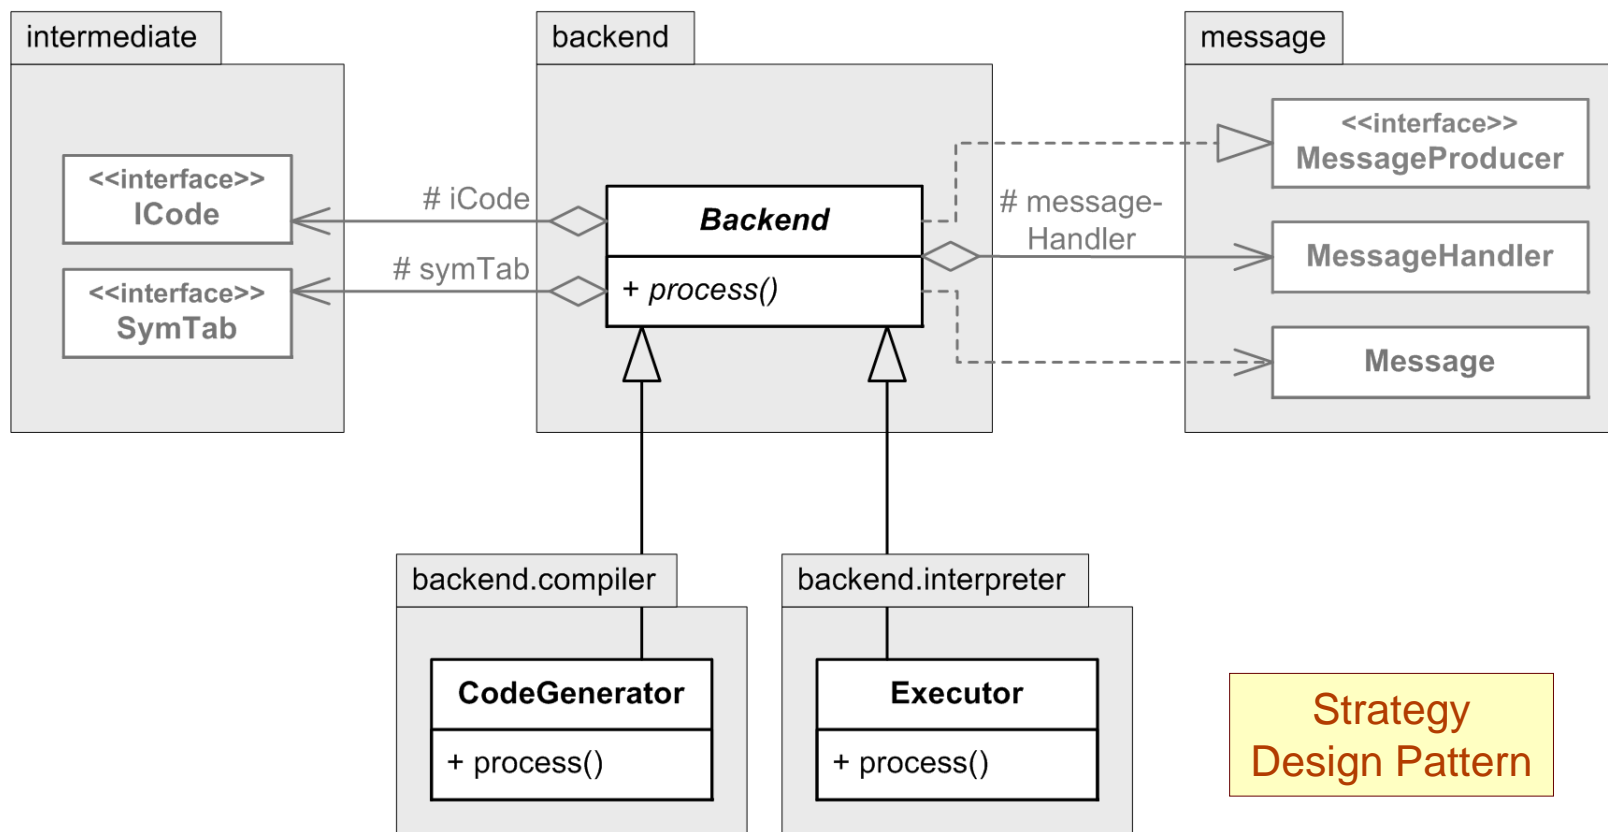 intermediate
backend
message
<<interface>>
ICode
<<interface>>
SymTab
# iCode
# symTab
Backend
+ process()
# message-
Handler
<<interface>>
MessageProducer
MessageHandler
Message
backend.compiler
CodeGenerator
+ process()
backend.interpreter
Executor
+ process()
Strategy
Design Pattern